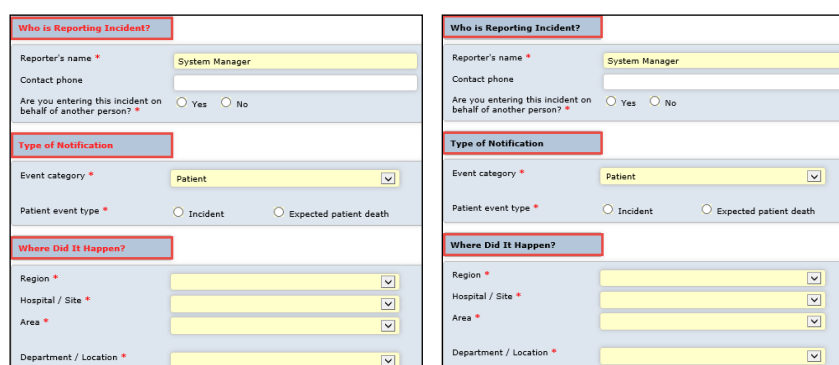 Who is Reporting Incident?
Reporter's name * System Manager
Contact phone
Are you entering this incident on
behalf of another person? * Yes No
Type of Notification
Event category * Patient
Patient event type * Incident Expected patient death
Where Did It Happen?
Region *
Hospital / Site *
Area *
Department / Location *
Who is Reporting Incident?
Reporter's name * System Manager
Contact phone
Are you entering this incident on
behalf of another person? * Yes No
Type of Notification
Event category * Patient
Patient event type * Incident Expected patient death
Where Did It Happen?
Region *
Hospital / Site *
Area *
Department / Location *